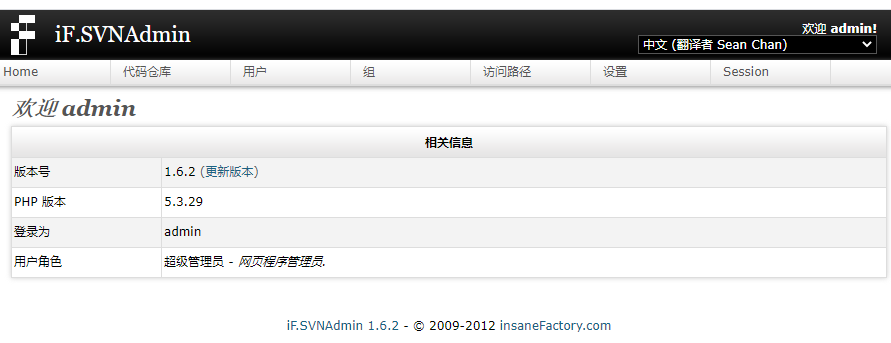 iF.SVNAdmin
欢迎 admin!
中文 (翻译者 Sean Chan)
Home 代码仓库 用户 组 访问路径 设置 Session
欢迎 admin
相关信息
版本号 1.6.2 (更新版本)
PHP 版本 5.3.29
登录为 admin
用户角色 超级管理员 - 网页程序管理员.
iF.SVNAdmin 1.6.2 - © 2009-2012 insaneFactory.com